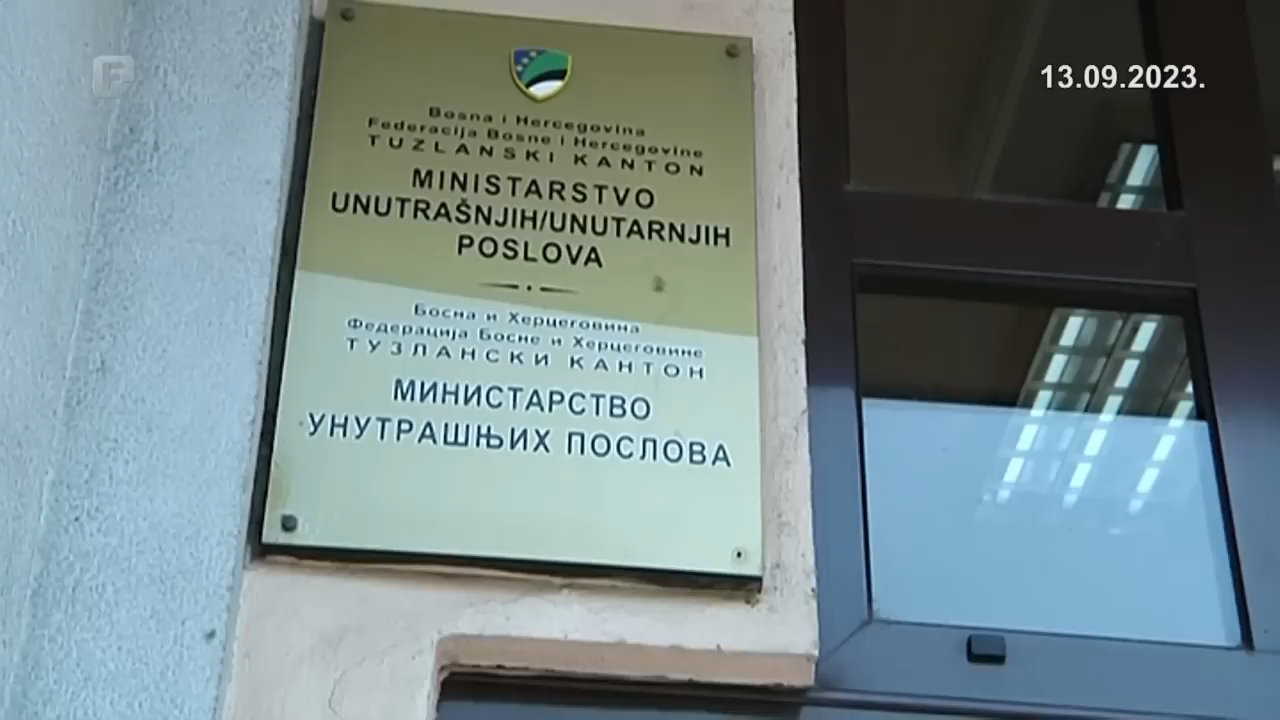 13.09.2023.
Bosna i Hercegovina
Federacija Bosne i Hercegovine
TUZLANSKI KANTON
MINISTARSTVO
UNUTRAŠNJIH/UNUTARNJIH
POSLOVA
Босна и Херцеговина
Федерација Босне и Херцеговине
ТУЗЛАНСКИ КАНТОН
МИНИСТАРСТВО
УНУТРАШЊИХ ПОСЛОВА